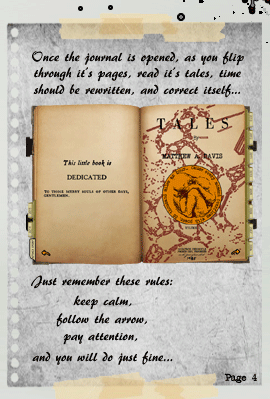 Once the journal is opened, as you flip
through it's pages, read it's tales, time
should be rewritten, and correct itself...
This little book is
DEDICATED
TO THOSE MERRY SOULS OF OTHER DAYS,
GENTLEMEN.
TALES
MATTHEW A. DAVIS
Just remember these rules:
keep calm,
follow the arrow,
pay attention,
and you will do just fine...
Page 4